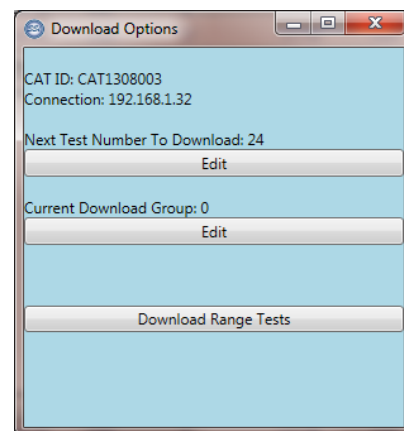 Download Options
CAT ID: CAT1308003
Connection: 192.168.1.32
Next Test Number To Download: 24
Edit
Current Download Group: 0
Edit
Download Range Tests